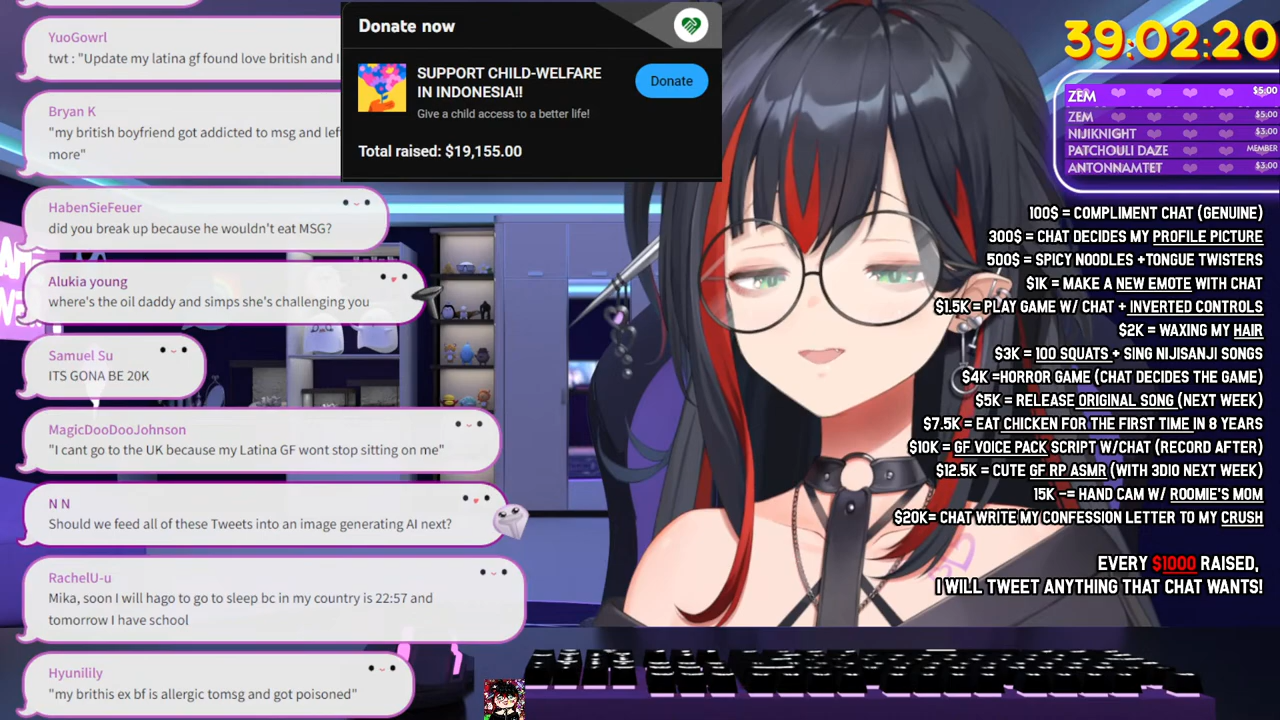 YuoGowrl
twt : "Update my latina gf found love british and I
Bryan K
"my british boyfriend got addicted to msg and lef
more"
HabenSieFeuer
did you break up because he wouldn't eat MSG?
Alukia young
where's the oil daddy and simps she's challenging you
Samuel Su
ITS GONA BE 20K
MagicDooDooJohnson
"I cant go to the UK because my Latina GF wont stop sitting on me"
N N
Should we feed all of these Tweets into an image generating AI next?
RachelU-u
Mika, soon I will hago to go to sleep bc in my country is 22:57 and
tomorrow I have school
Hyunilily
"my brithis ex bf is allergic tomsg and got poisoned"
Donate now
SUPPORT CHILD-WELFARE
IN INDONESIA!!
Donate
Give a child access to a better life!
Total raised: $19,155.00
39:02:20
ZEM $5.00
ZEM $5.00
NIJIKNIGHT $3.00
PATCHOULI DAZE MEMBER
ANTONNAMTET $3.00
100$ = COMPLIMENT CHAT (GENUINE)
300$ = CHAT DECIDES MY PROFILE PICTURE
500$ = SPICY NOODLES +TONGUE TWISTERS
$1K = MAKE A NEW EMOTE WITH CHAT
$1.5K = PLAY GAME W/ CHAT + INVERTED CONTROLS
$2K = WAXING MY HAIR
$3K = 100 SQUATS + SING NIJISANJI SONGS
$4K =HORROR GAME (CHAT DECIDES THE GAME)
$5K = RELEASE ORIGINAL SONG (NEXT WEEK)
$7.5K = EAT CHICKEN FOR THE FIRST TIME IN 8 YEARS
$10K = GF VOICE PACK SCRIPT W/CHAT (RECORD AFTER)
$12.5K = CUTE GF RP ASMR (WITH 3DIO NEXT WEEK)
15K -= HAND CAM W/ ROOMIE'S MOM
$20K= CHAT WRITE MY CONFESSION LETTER TO MY CRUSH
EVERY $1000 RAISED,
I WILL TWEET ANYTHING THAT CHAT WANTS!